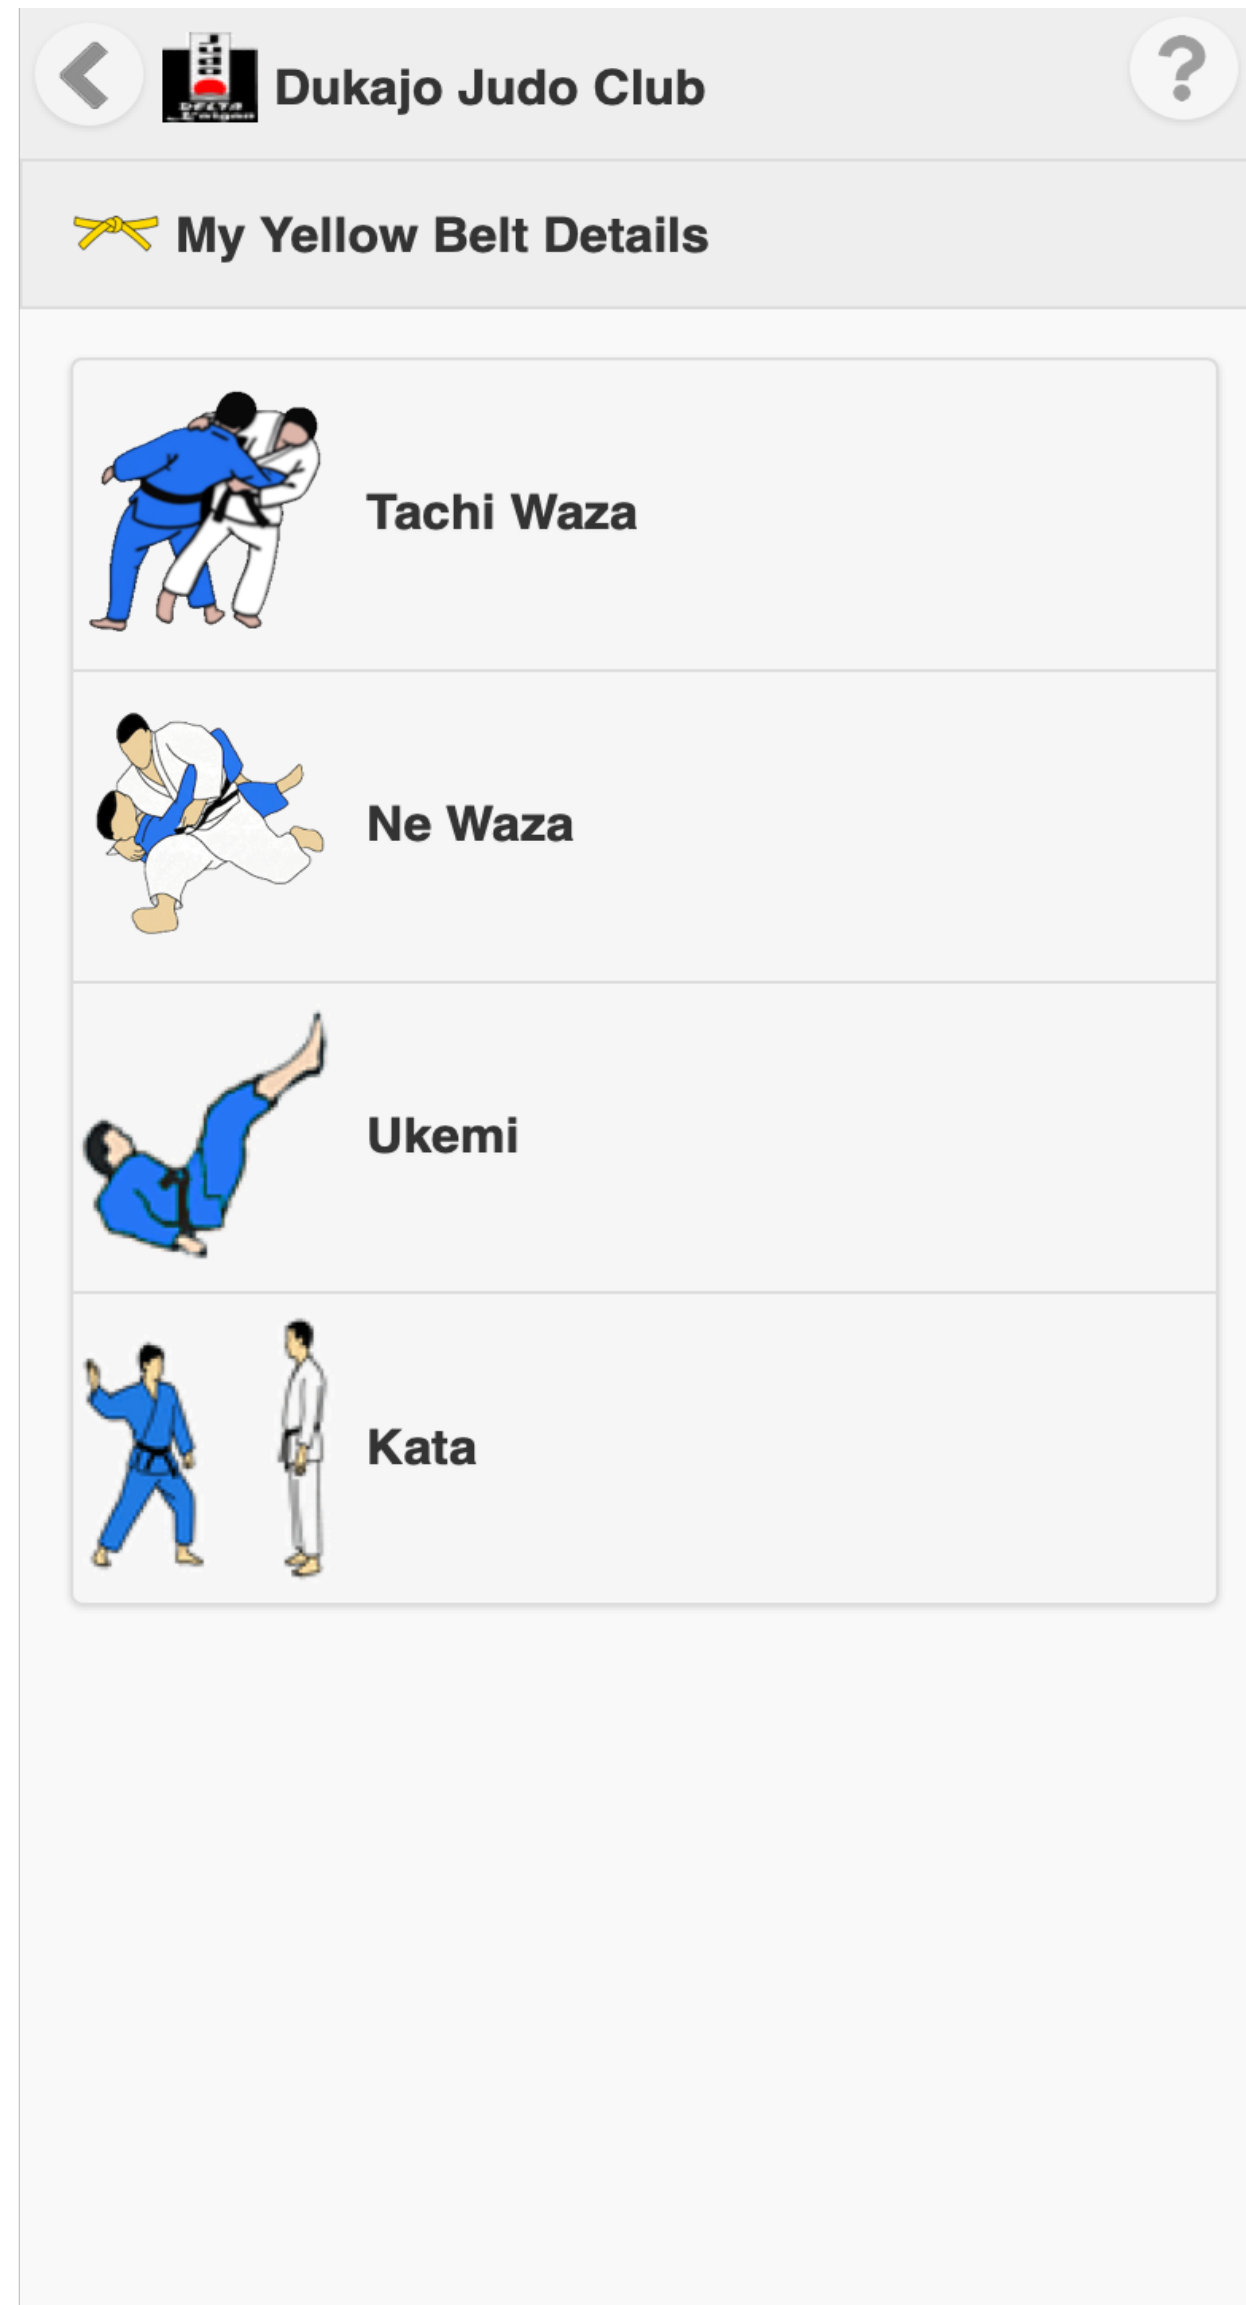 Dukajo Judo Club
?
My Yellow Belt Details
Tachi Waza
Ne Waza
Ukemi
Kata